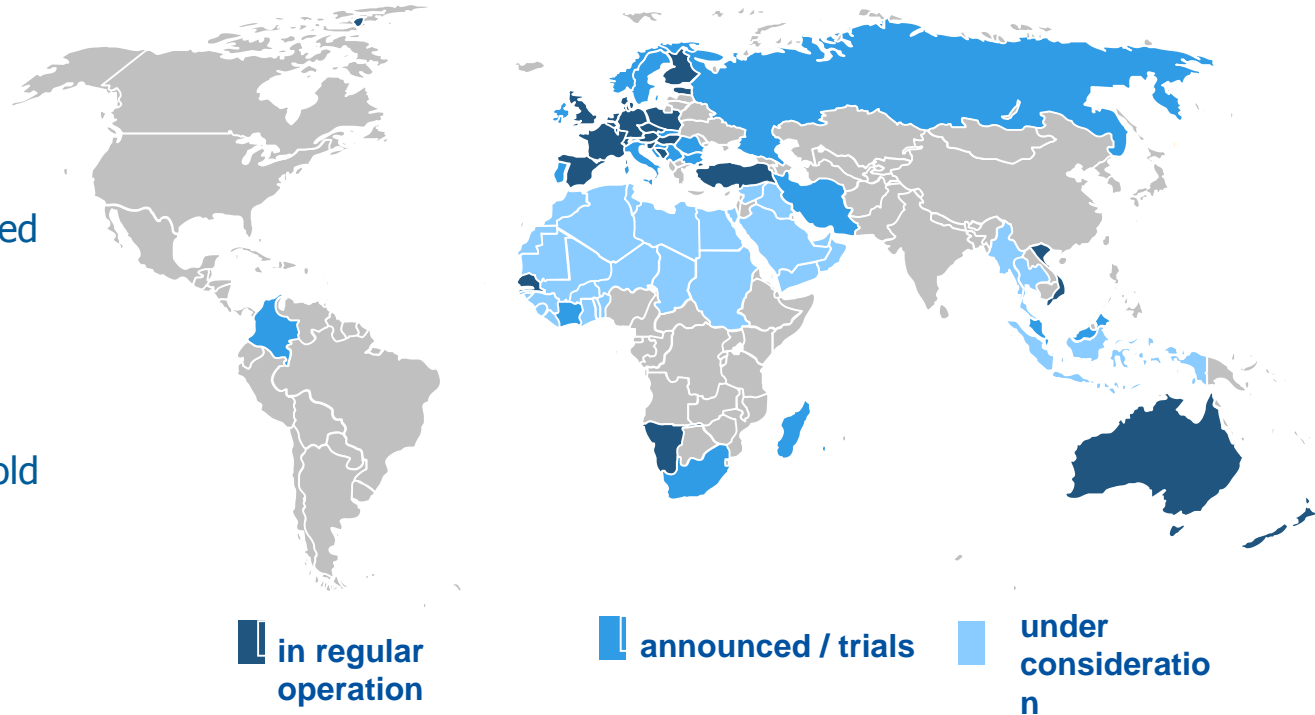 ed
old
in regular
operation
announced / trials
under
consideratio
n